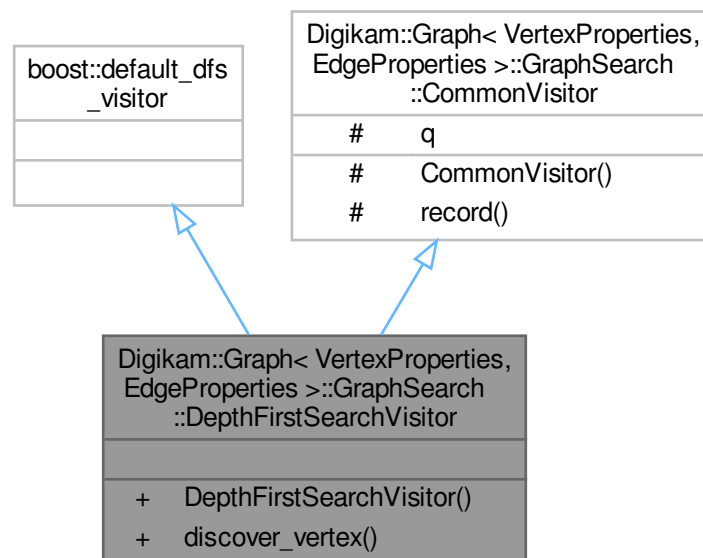 boost::default_dfs
_visitor
Digikam::Graph< VertexProperties,
EdgeProperties >::GraphSearch
::CommonVisitor
# q
# CommonVisitor()
# record()
Digikam::Graph< VertexProperties,
EdgeProperties >::GraphSearch
::DepthFirstSearchVisitor
+ DepthFirstSearchVisitor()
+ discover_vertex()